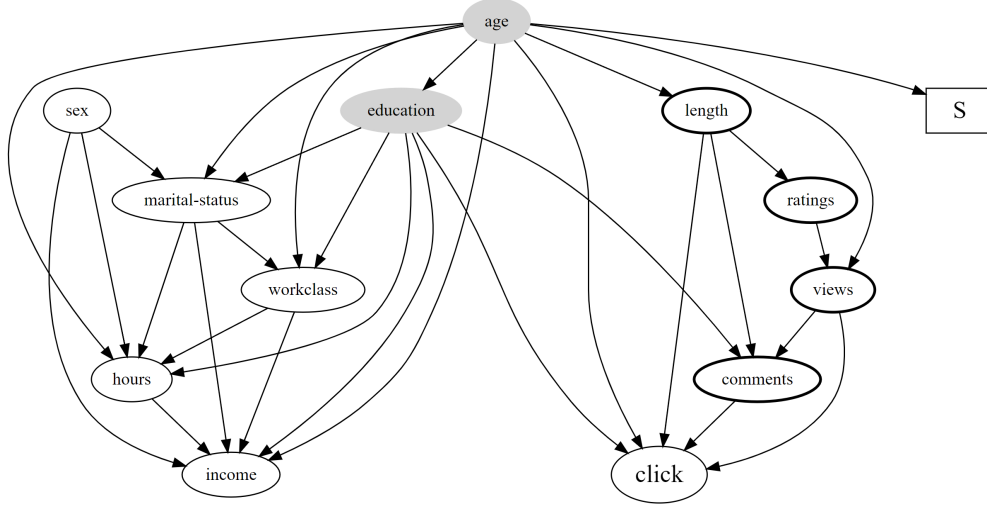 age
sex
education
length
S
marital-status
ratings
workclass
views
hours
comments
income
click